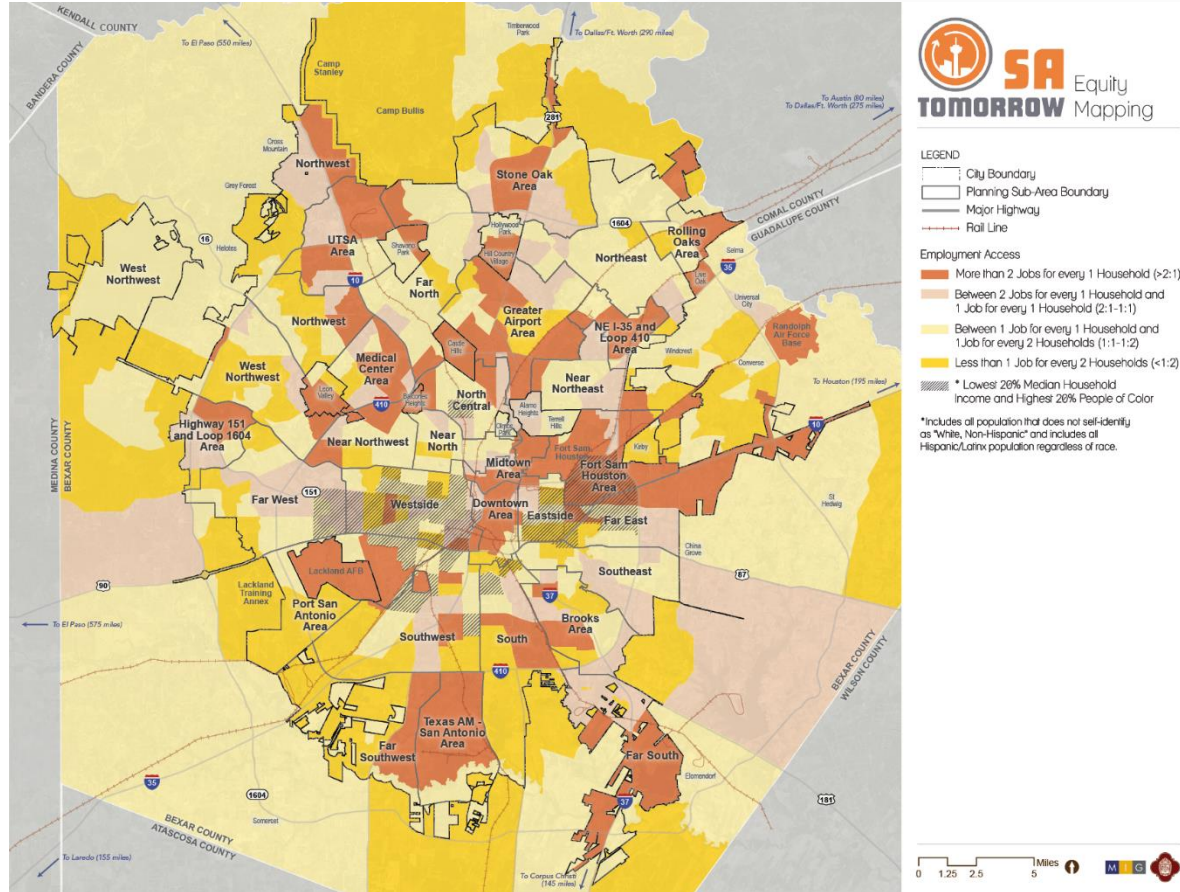 KENDALL COUNTY
BANDERA COUNTY
To El Paso (550 miles)
Timberwood
Park
To Dallas/Ft. Worth (290 miles)
Camp
Stanley
Camp Bullis
281
To Austin (80 miles)
To Dallas/Ft. Worth (275 miles)
Cross
Mountain
Northwest
Stone Oak
Area
COMAL COUNTY
GUADALUPE COUNTY
Grey Forest
1604
Hollywood
Park
Rolling
Oaks
Area
Selma
16
Helotes
UTSA
Area
Shavano
Park
Hill Country
Village
Northeast
35
West
Northwest
10
Far
North
Live
Oak
Universal
City
Northwest
Greater
Airport
Area
NE I-35 and
Loop 410
Area
Randolph
Air Force
Base
Castle
Hills
Windcrest
Medical
Center
Area
West
Northwest
Converse
Near
Northeast
To Houston (195 miles)
Leon
Valley
410
Balcones
Heights
North
Central
Alamo
Heights
Terrell
Hills
Highway 151
and Loop 1604
Area
Olmos
Park
10
Near Northwest
Near
North
Fort Sam
Houston
Kirby
MEDINA COUNTY
BEXAR COUNTY
Midtown
Area
Fort Sam
Houston
Area
Far West
151
Westside
Downtown
Area
Eastside
Far East
St
Hedwig
China
Grove
Lackland AFB
Southeast
87
90
Lackland
Training
Annex
Port San
Antonio
Area
37
To El Paso (575 miles)
Brooks
Area
Southwest
South
410
BEXAR COUNTY
WILSON COUNTY
Texas AM -
San Antonio
Area
Far
Southwest
Far South
Elmendorf
35
1604
37
181
Somerset
BEXAR COUNTY
ATASCOSA COUNTY
To Laredo (155 miles)
To Corpus Christi
(145 miles)
SA
TOMORROW
Equity
Mapping
LEGEND
City Boundary
Planning Sub-Area Boundary
Major Highway
Rail Line
Employment Access
More than 2 Jobs for every 1 Household (>2:1)
Between 2 Jobs for every 1 Household and
1 Job for every 1 Household (2:1-1:1)
Between 1 Job for every 1 Household and
1Job for every 2 Households (1:1-1:2)
Less than 1 Job for every 2 Households (<1:2)
* Lowest 20% Median Household
Income and Highest 20% People of Color
*Includes all population that does not self-identify
as "White, Non-Hispanic" and includes all
Hispanic/Latinx population regardless of race.
Miles
0 1.25 2.5 5
M I G